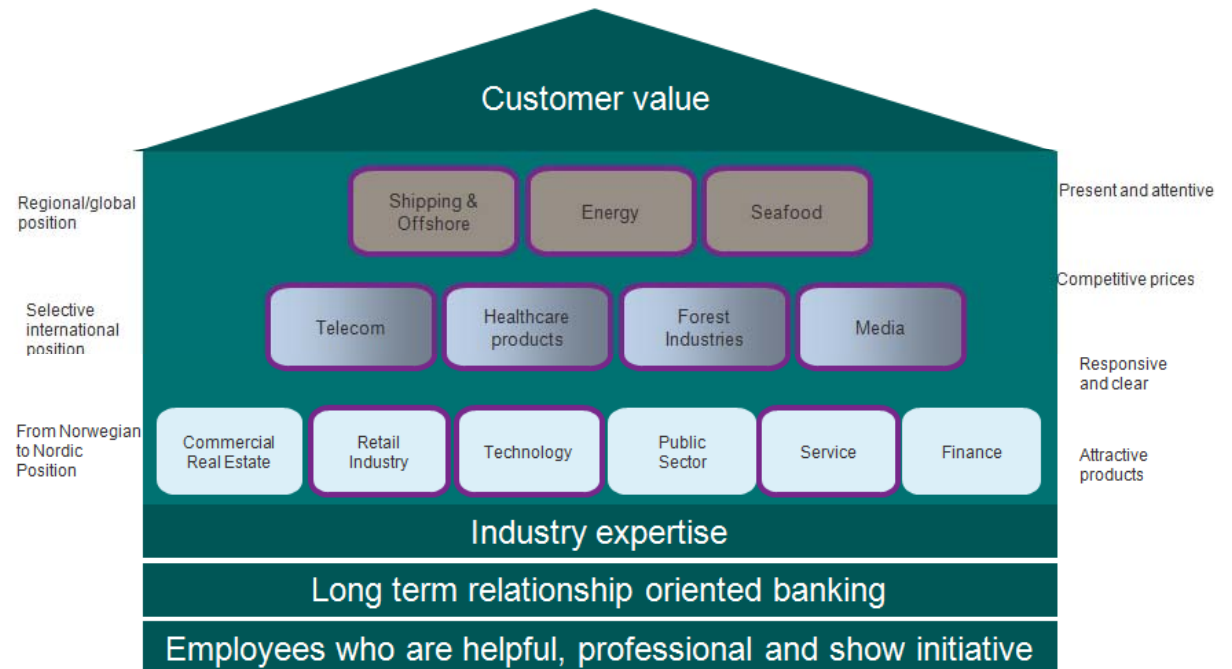 Customer value
Regional/global
position
Shipping &
Offshore
Energy
Seafood
Present and attentive
Competitive prices
Selective
international
position
Telecom
Healthcare
products
Forest
Industries
Media
Responsive
and clear
From Norwegian
to Nordic
Position
Commercial
Real Estate
Retail
Industry
Technology
Public
Sector
Service
Finance
Attractive
products
Industry expertise
Long term relationship oriented banking
Employees who are helpful, professional and show initiative